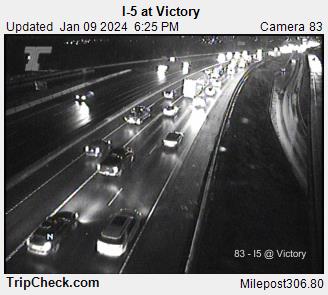 I-5 at Victory
Updated Jan 09 2024 6:25 PM Camera 83
N
83 - I5 @ Victory
TripCheck.com Milepost306.80